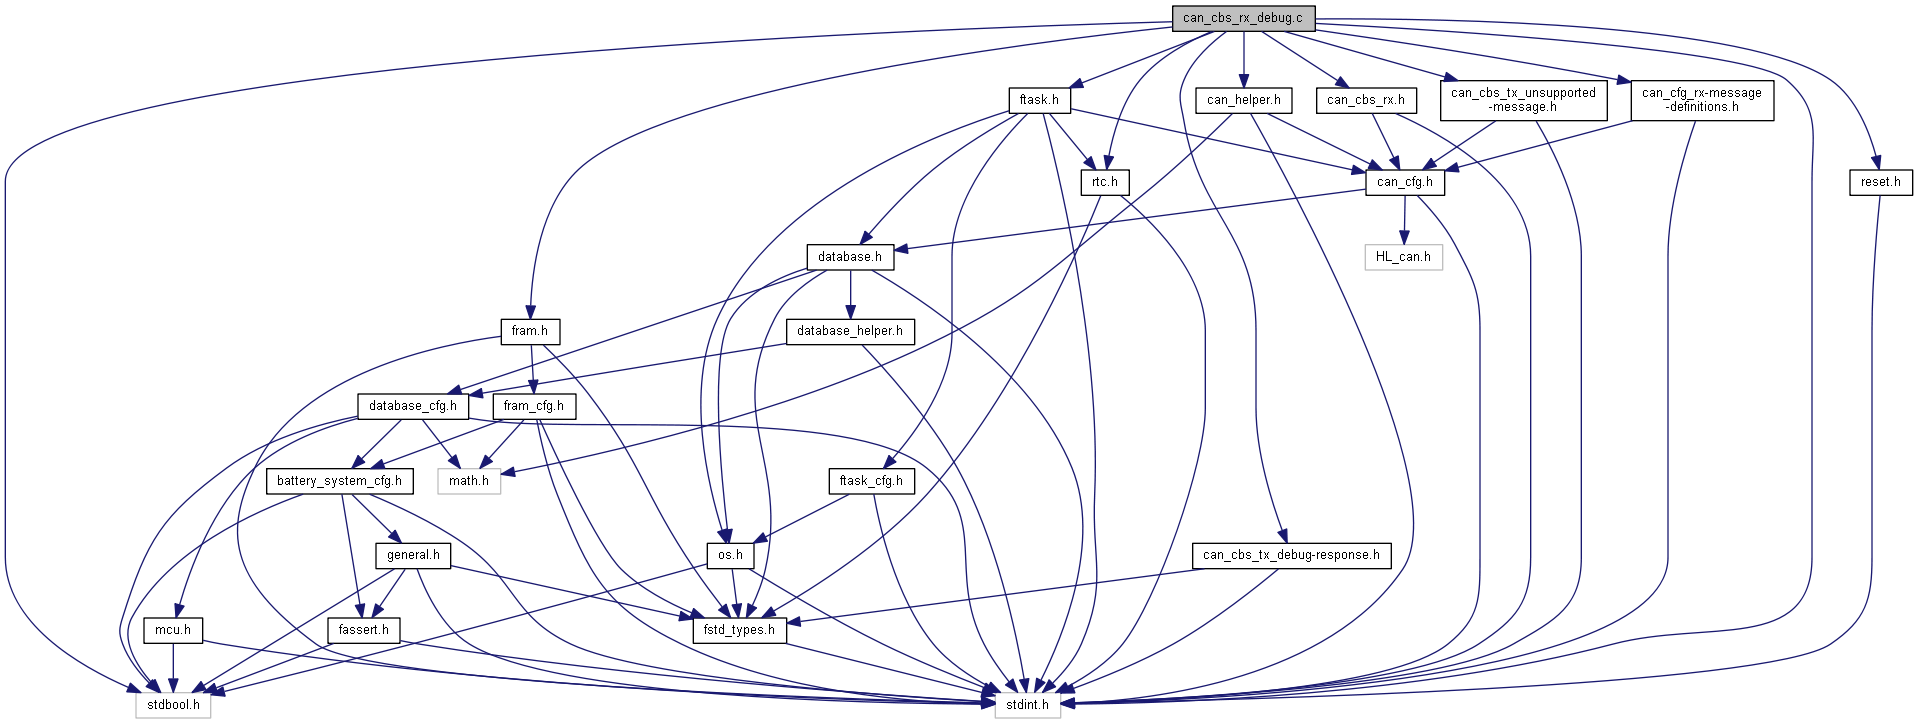 can_cbs_rx_debug.c
ftask.h
can_helper.h
can_cbs_rx.h
can_cbs_tx_unsupported
-message.h
can_cfg_rx-message
-definitions.h
rtc.h
can_cfg.h
reset.h
database.h
HL_can.h
fram.h
database_helper.h
database_cfg.h
fram_cfg.h
battery_system_cfg.h
math.h
ftask_cfg.h
general.h
os.h
can_cbs_tx_debug-response.h
mcu.h
fassert.h
fstd_types.h
stdbool.h
stdint.h